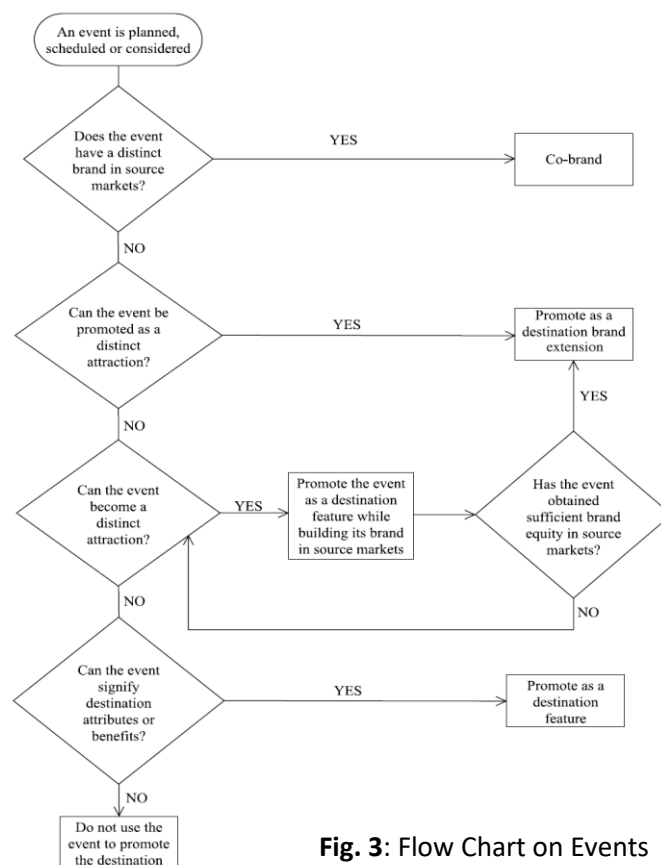 An event is planned,
scheduled or considered
Does the event
have a distinct
brand in source
markets?
YES
Co-brand
NO
Can the event be
promoted as a
distinct
attraction?
YES
Promote as a
destination brand
extension
NO
YES
Can the event
become a
distinct
attraction?
YES
Promote the event
as a destination
feature while
building its brand
in source markets
Has the event
obtained
sufficient brand
equity in source
markets?
NO
NO
Can the event
signify
destination
attributes or
benefits?
YES
Promote as a
destination
feature
NO
Do not use the
event to promote
the destination
Fig. 3: Flow Chart on Events